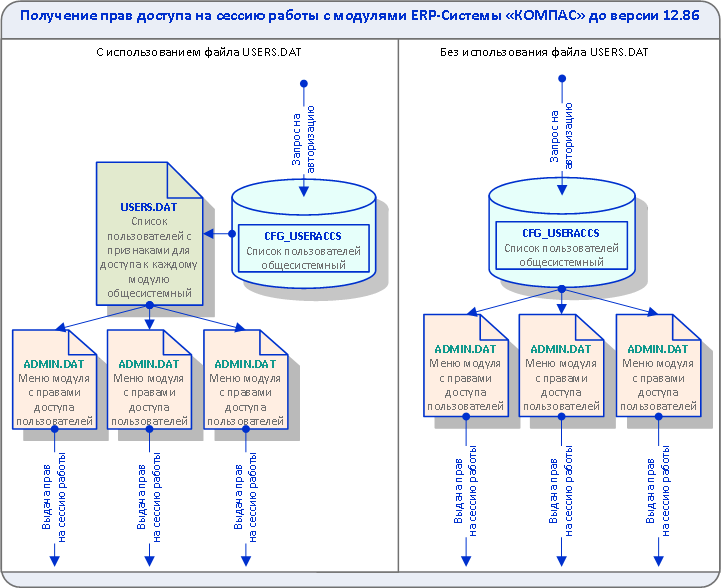 Получение прав доступа на сессию работы с модулями ERP-Системы «КОМПАС» до версии 12.86
С использованием файла USERS.DAT
Запрос на
авторизацию
USERS.DAT
Список
пользователей с
признаками для
доступа к каждому
модулю
общесистемный
CFG_USERACCS
Список пользователей
общесистемный
ADMIN.DAT
Меню модуля
с правами
доступа
пользователей
ADMIN.DAT
Меню модуля
с правами
доступа
пользователей
ADMIN.DAT
Меню модуля
с правами
доступа
пользователей
Выдача прав
на сессию работы
Выдача прав
на сессию работы
Выдача прав
на сессию работы
Без использования файла USERS.DAT
Запрос на
авторизацию
CFG_USERACCS
Список пользователей
общесистемный
ADMIN.DAT
Меню модуля
с правами
доступа
пользователей
ADMIN.DAT
Меню модуля
с правами
доступа
пользователей
ADMIN.DAT
Меню модуля
с правами
доступа
пользователей
Выдача прав
на сессию работы
Выдача прав
на сессию работы
Выдача прав
на сессию работы